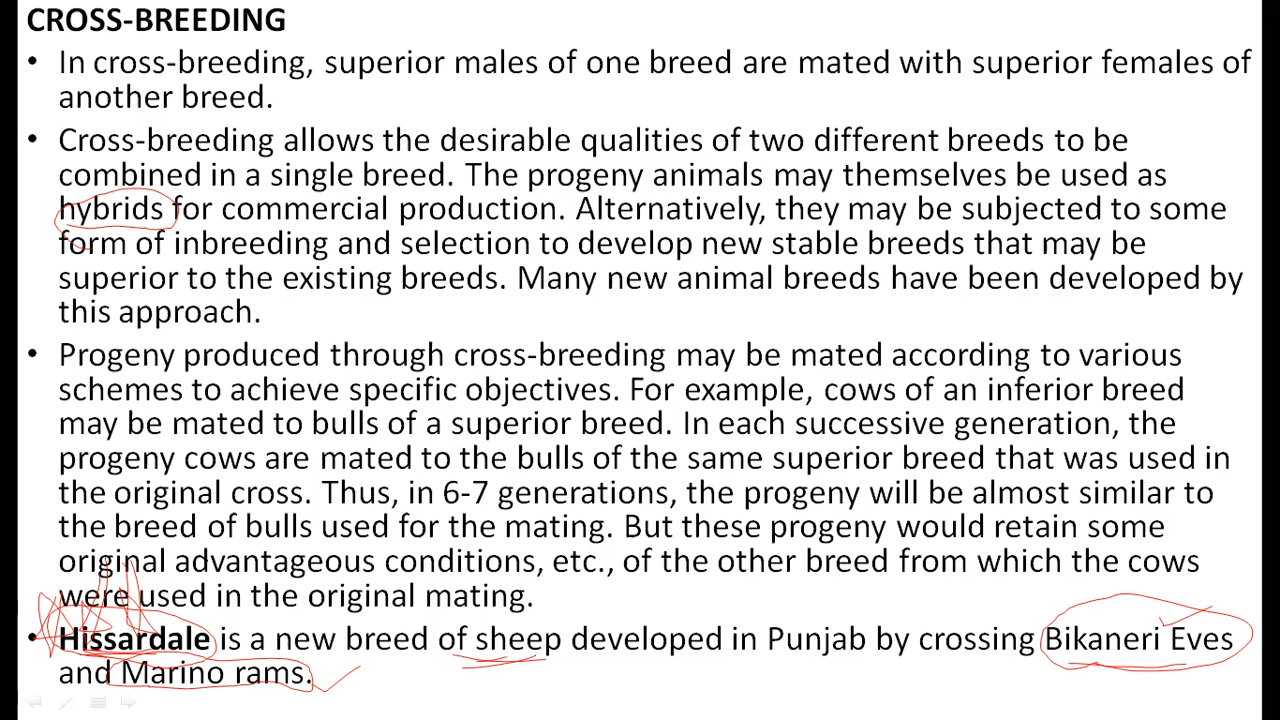 CROSS-BREEDING
• In cross-breeding, superior males of one breed are mated with superior females of
another breed.
• Cross-breeding allows the desirable qualities of two different breeds to be
combined in a single breed. The progeny animals may themselves be used as
hybrids for commercial production. Alternatively, they may be subjected to some
form of inbreeding and selection to develop new stable breeds that may be
superior to the existing breeds. Many new animal breeds have been developed by
this approach.
• Progeny produced through cross-breeding may be mated according to various
schemes to achieve specific objectives. For example, cows of an inferior breed
may be mated to bulls of a superior breed. In each successive generation, the
progeny cows are mated to the bulls of the same superior breed that was used in
the original cross. Thus, in 6-7 generations, the progeny will be almost similar to
the breed of bulls used for the mating. But these progeny would retain some
original advantageous conditions, etc., of the other breed from which the cows
were used in the original mating.
• Hissardale is a new breed of sheep developed in Punjab by crossing Bikaneri Eves
and Marino rams.